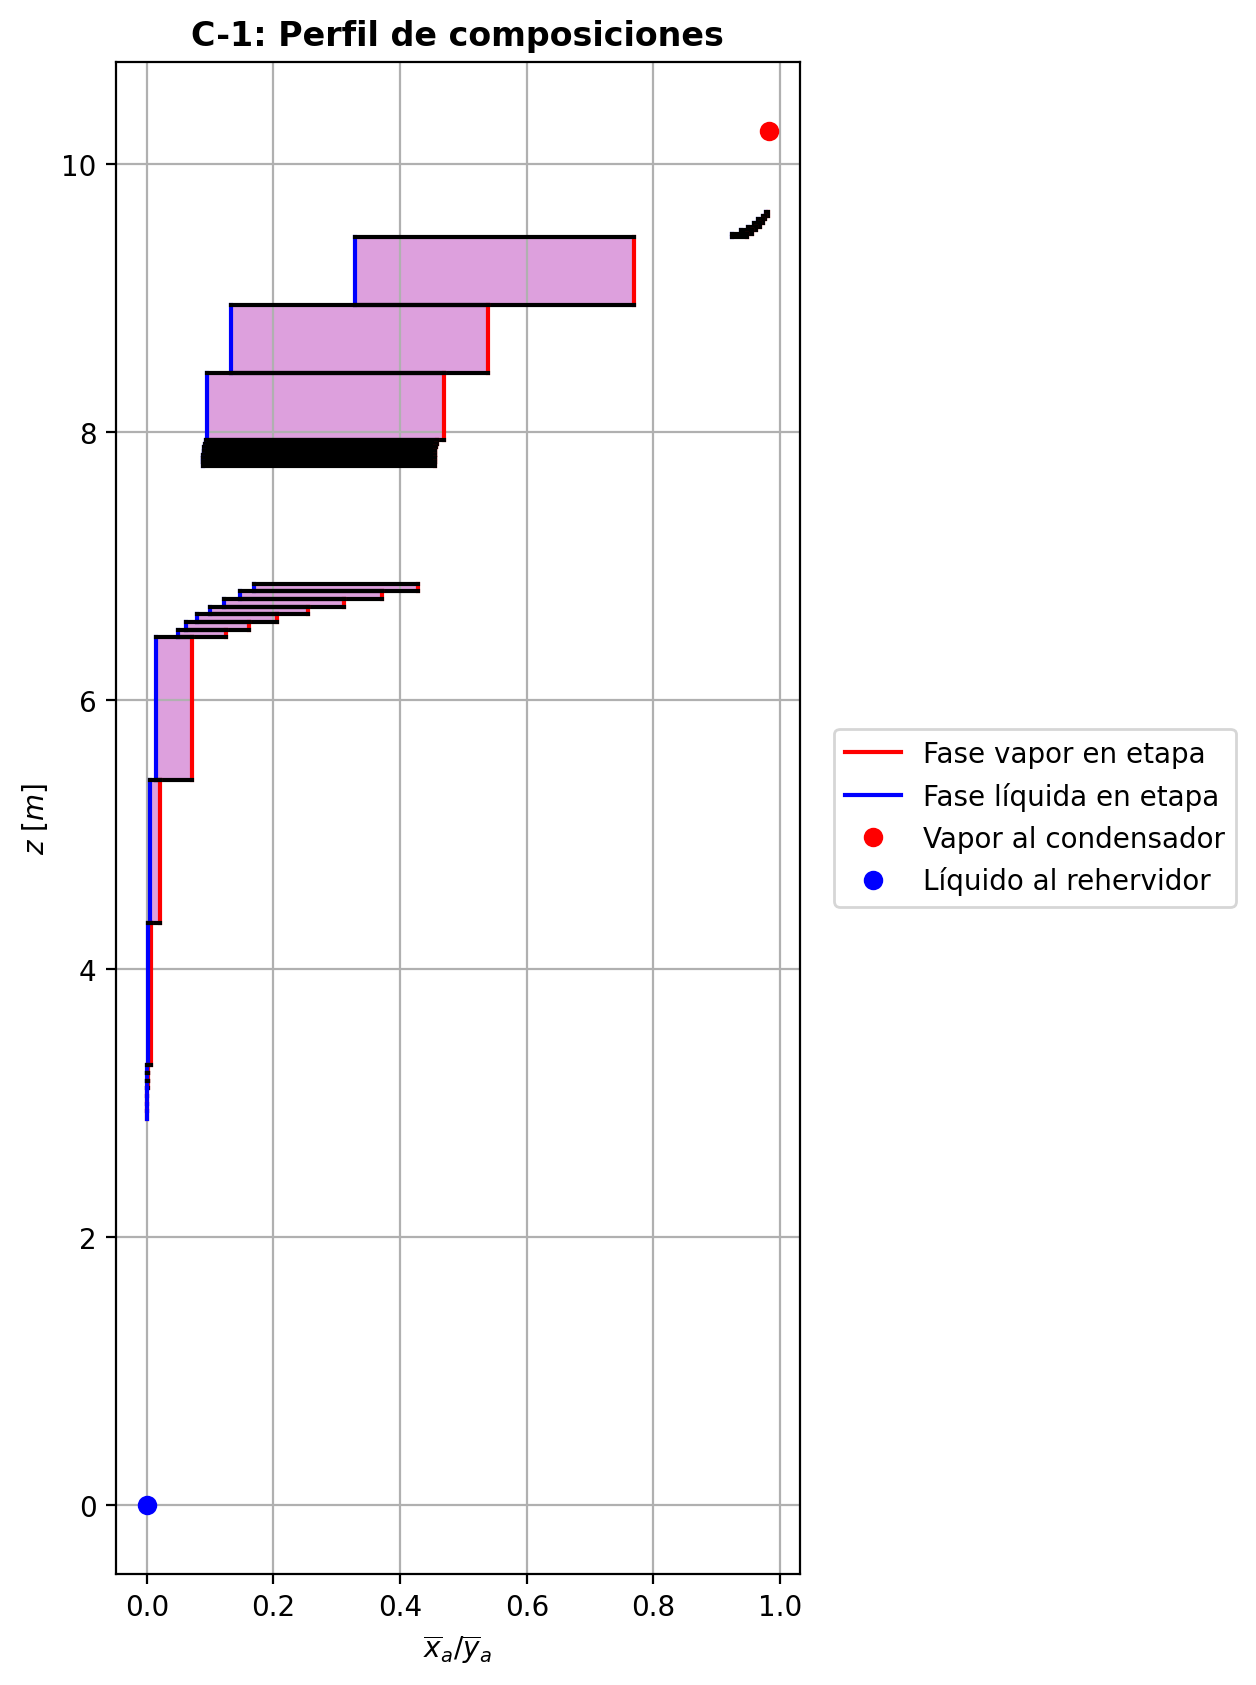 C-1: Perfil de composiciones
10
8
6
4
2
0
z [m]
0.0 0.2 0.4 0.6 0.8 1.0
x̅ₐ/y̅ₐ
Fase vapor en etapa
Fase líquida en etapa
Vapor al condensador
Líquido al rehervidor